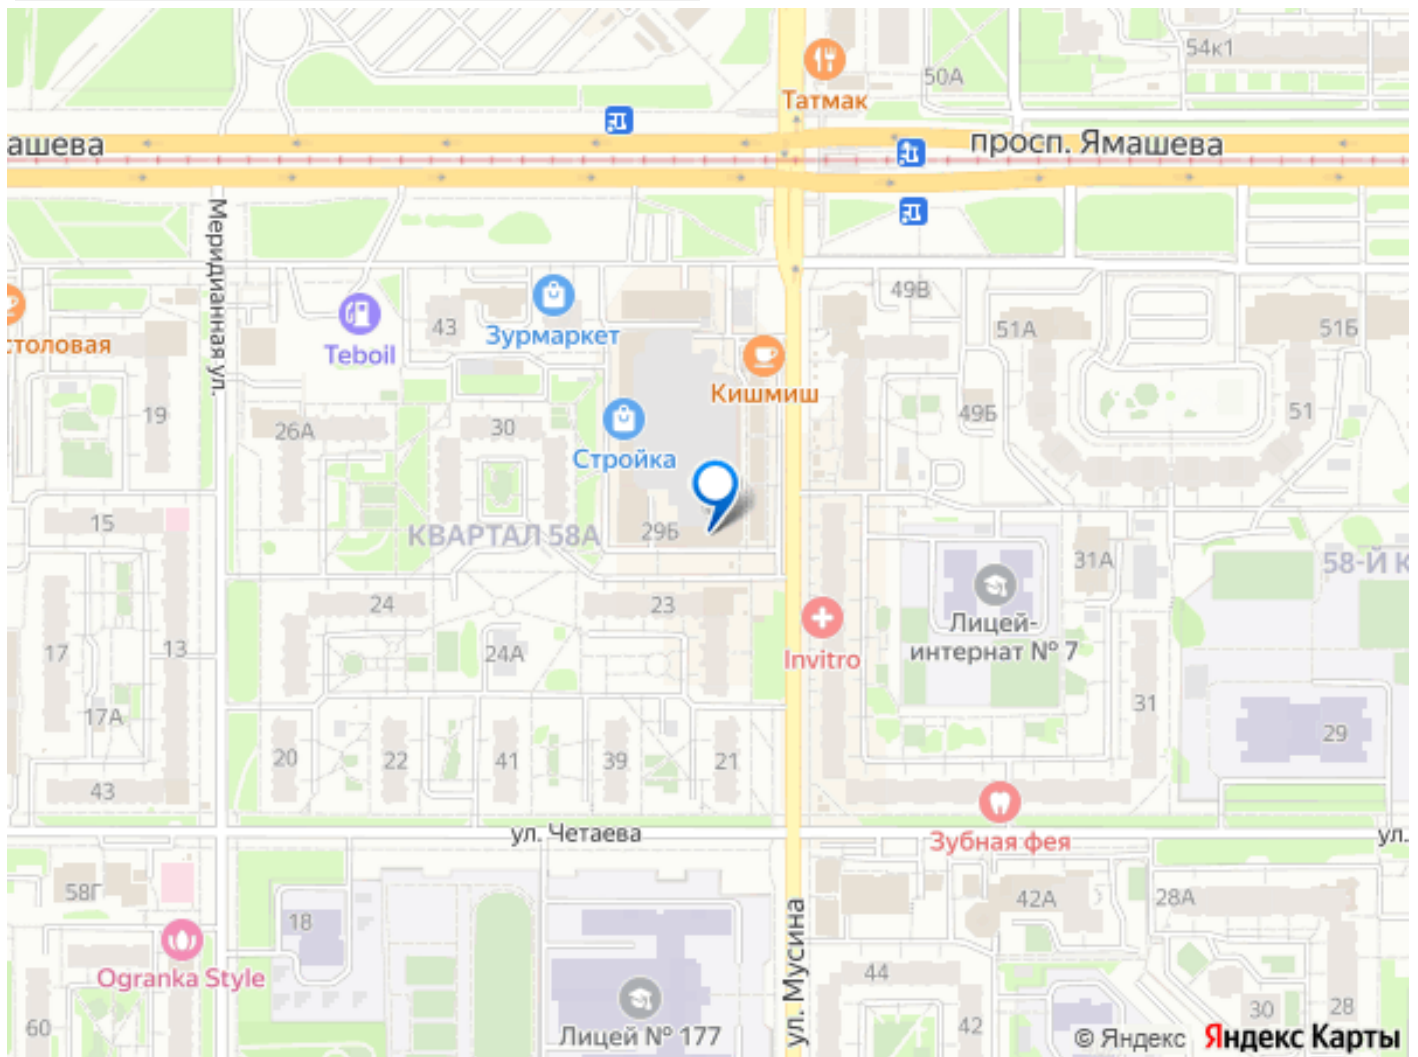 54к1
50А
Татмак
ашева
просп. Ямашева
Меридианная ул.
49В
43
Зурмаркет
Teboil
столовая
51А
51Б
Кишмиш
19
26А
30
49Б
51
Стройка
15
КВАРТАЛ 58А
29Б
31А
58-Й К
24
23
Лицей-
интернат № 7
17
13
24А
Invitro
17А
31
29
20
22
41
39
21
43
ул. Четаева
Зубная фея
ул.
58Г
18
42А
28А
ул. Мусина
Ogranka Style
44
60
Лицей № 177
42
30
28
© Яндекс Яндекс Карты